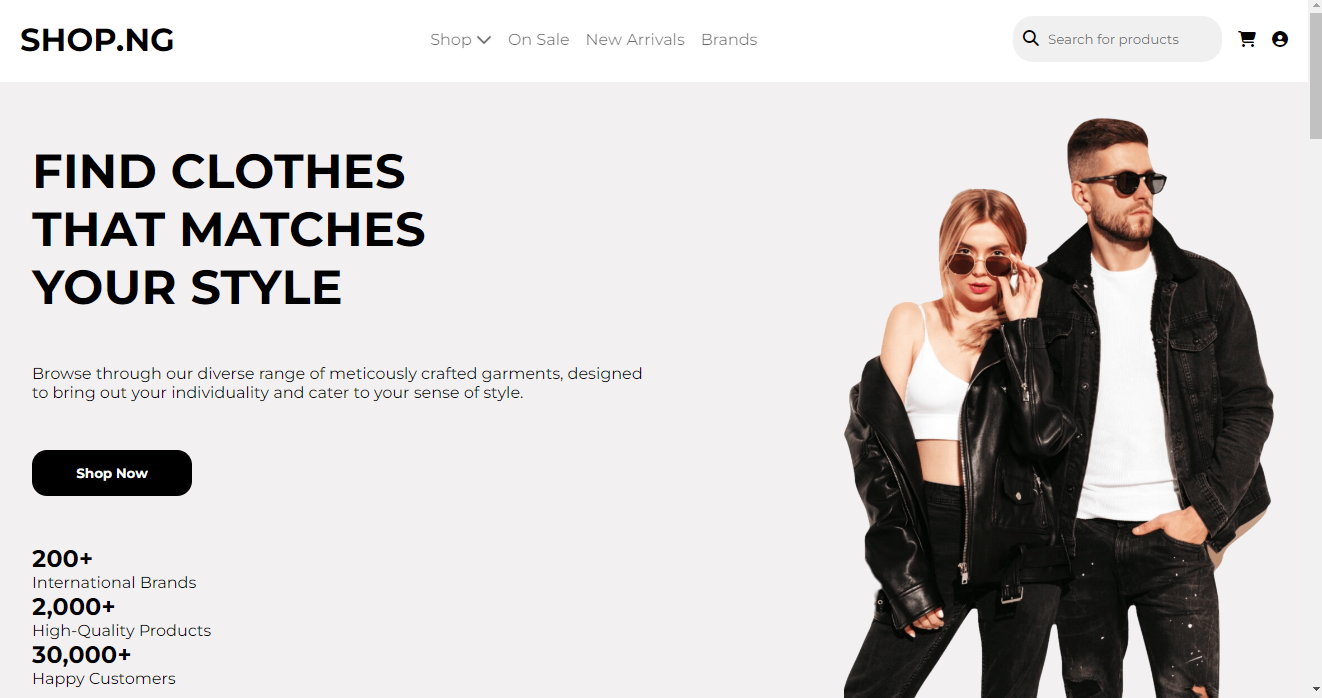 SHOP.NG
Shop
On Sale
New Arrivals
Brands
Search for products
FIND CLOTHES
THAT MATCHES
YOUR STYLE
Browse through our diverse range of meticously crafted garments, designed
to bring out your individuality and cater to your sense of style.
Shop Now
200+
International Brands
2,000+
High-Quality Products
30,000+
Happy Customers